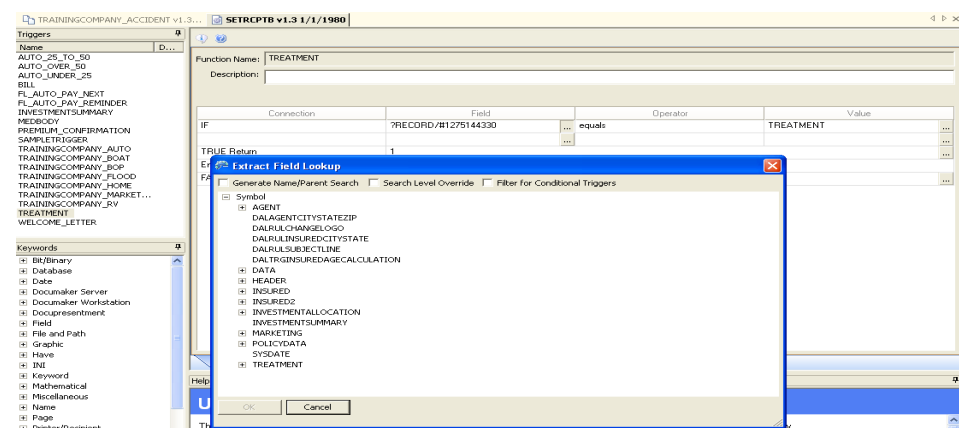 TRAININGCOMPANY_ACCIDENT v1.3... SETRCPTB v1.3 1/1/1980
Triggers
Name D...
AUTO_25_TO_50
AUTO_OVER_50
AUTO_UNDER_25
BILL
FL_AUTO_PAY_NEXT
FL_AUTO_PAY_REMINDER
INVESTMENTSUMMARY
MEDBODY
PREMIUM_CONFIRMATION
SAMPLETRIGGER
TRAININGCOMPANY_AUTO
TRAININGCOMPANY_BOAT
TRAININGCOMPANY_BOP
TRAININGCOMPANY_FLOOD
TRAININGCOMPANY_HOME
TRAININGCOMPANY_MARKET...
TRAININGCOMPANY_RV
TREATMENT
WELCOME_LETTER
Keywords
Bit/Binary
Database
Date
Documaker Server
Documaker Workstation
Docupresentment
Field
File and Path
Graphic
Have
INI
Keyword
Mathematical
Miscellaneous
Name
Page
Printer/Recipient
Function Name: TREATMENT
Description:
Connection Field Operator Value
IF ?RECORD/#1275144330 ... equals TREATMENT ...
... ...
TRUE Return 1 ...
Er
FA ...
Extract Field Lookup
Generate Name/Parent Search Search Level Override Filter for Conditional Triggers
Symbol
AGENT
DALAGENTCITYSTATEZIP
DALRULCHANGELOGO
DALRULINSUREDCITYSTATE
DALRULSUBJECTLINE
DALTRGINSUREDAGECALCULATION
DATA
HEADER
INSURED
INSURED2
INVESTMENTALLOCATION
INVESTMENTSUMMARY
MARKETING
POLICYDATA
SYSDATE
TREATMENT
OK Cancel
Help
U
Th